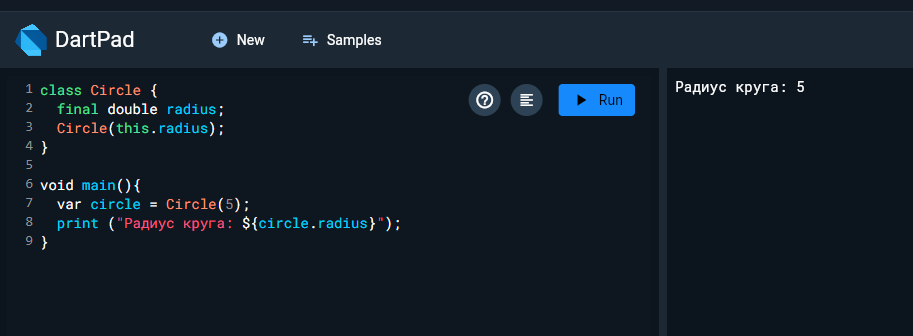 DartPad
New
Samples
1 class Circle {
2   final double radius;
3   Circle(this.radius);
4 }
5
6 void main(){
7   var circle = Circle(5);
8   print ("Радиус круга: ${circle.radius}");
9 }
? Run
Радиус круга: 5